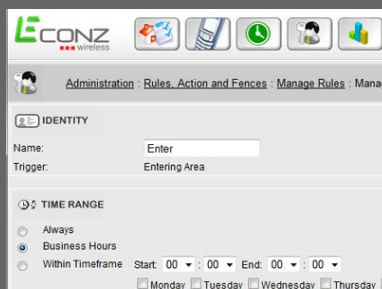 ECONZ
wireless
Administration : Rules, Action and Fences : Manage Rules : Mana
IDENTITY
Name: Enter
Trigger: Entering Area
TIME RANGE
Always
Business Hours
Within Timeframe Start: 00 : 00 End: 00 : 00
Monday Tuesday Wednesday Thursday